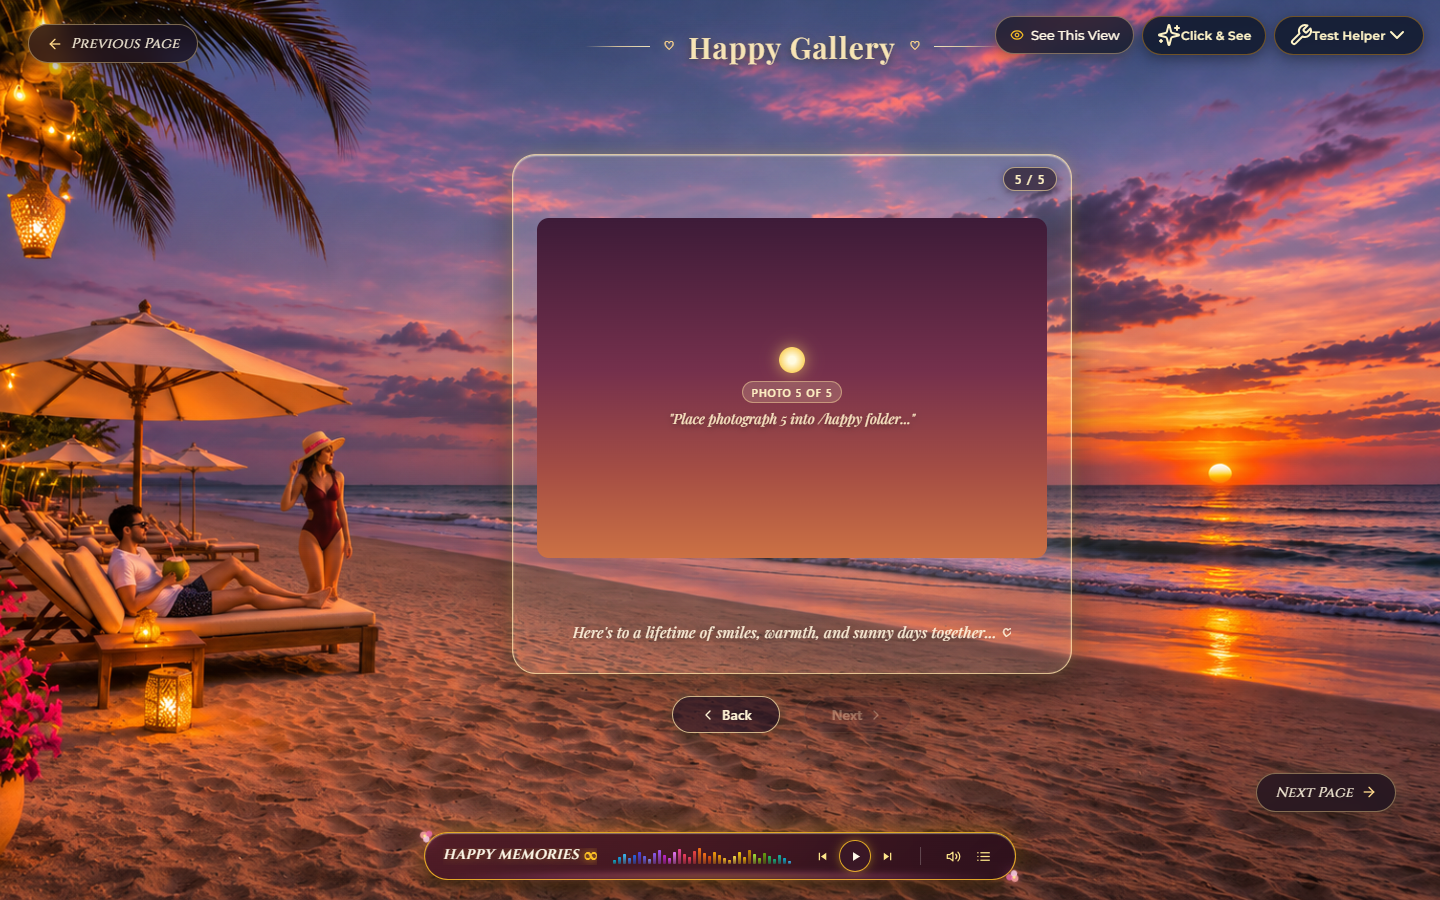 Previous Page
Happy Gallery
See This View
Click & See
Test Helper
5 / 5
PHOTO 5 OF 5
"Place photograph 5 into /happy folder..."
Here's to a lifetime of smiles, warmth, and sunny days together... ♡
Back
Next
Next Page
HAPPY MEMORIES ∞